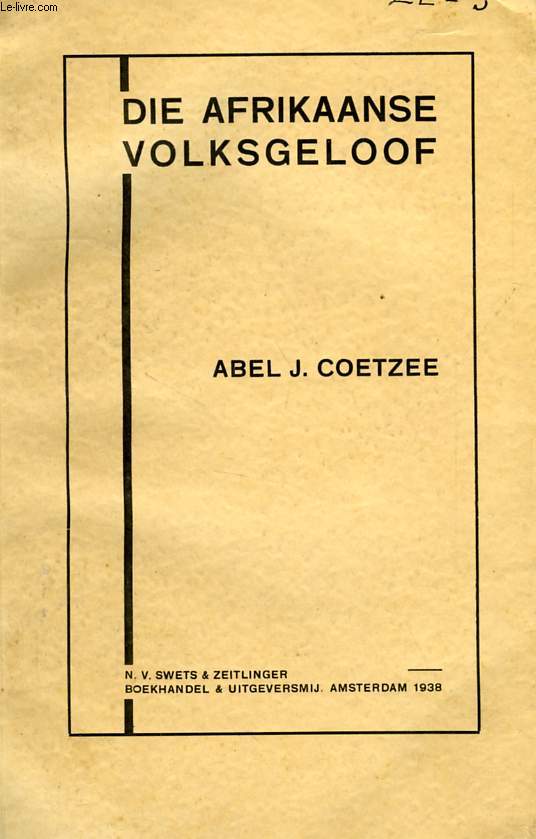 Le-livre.com
DIE AFRIKAANSE
VOLKSGELOOF
ABEL J. COETZEE
N. V. SWETS & ZEITLINGER
BOEKHANDEL & UITGEVERSMIJ. AMSTERDAM 1938